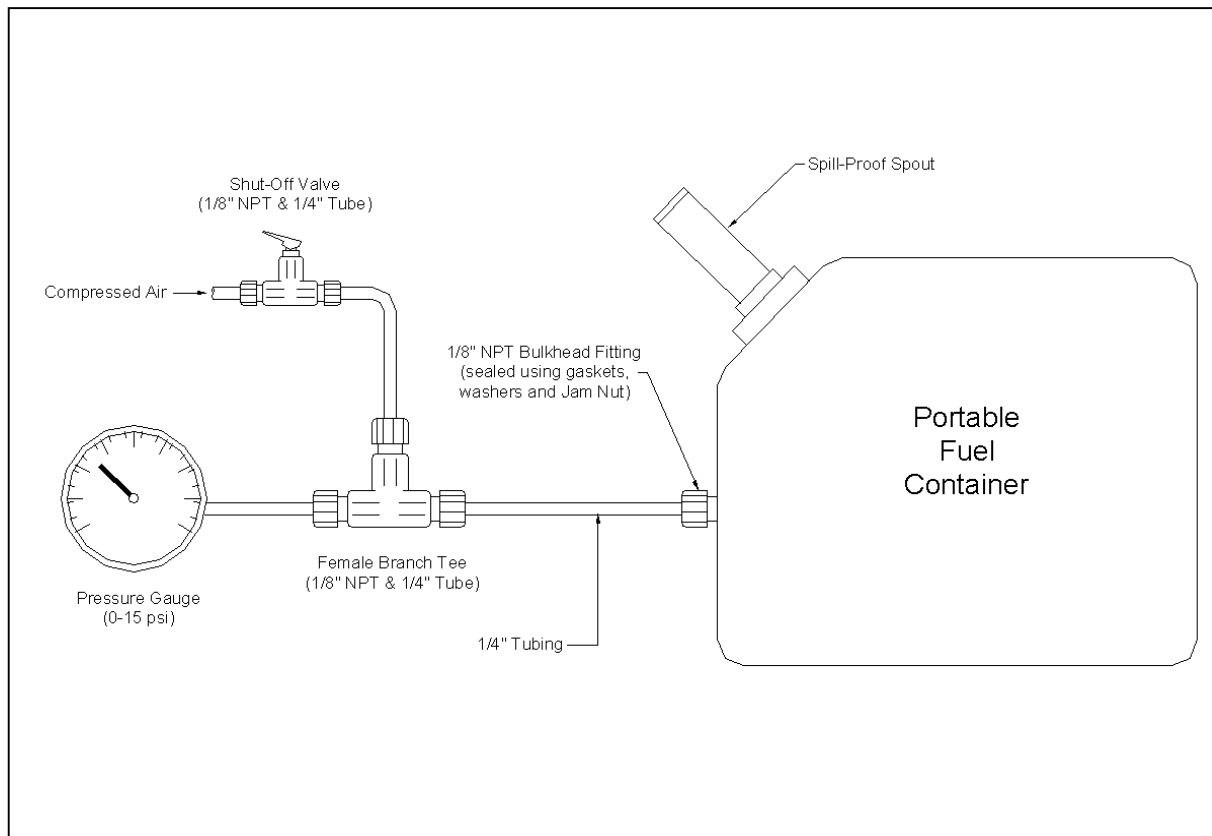 Spill-Proof Spout
Shut-Off Valve
(1/8" NPT & 1/4" Tube)
Compressed Air
1/8" NPT Bulkhead Fitting
(sealed using gaskets,
washers and Jam Nut)
Portable
Fuel
Container
Female Branch Tee
(1/8" NPT & 1/4" Tube)
Pressure Gauge
(0-15 psi)
1/4" Tubing